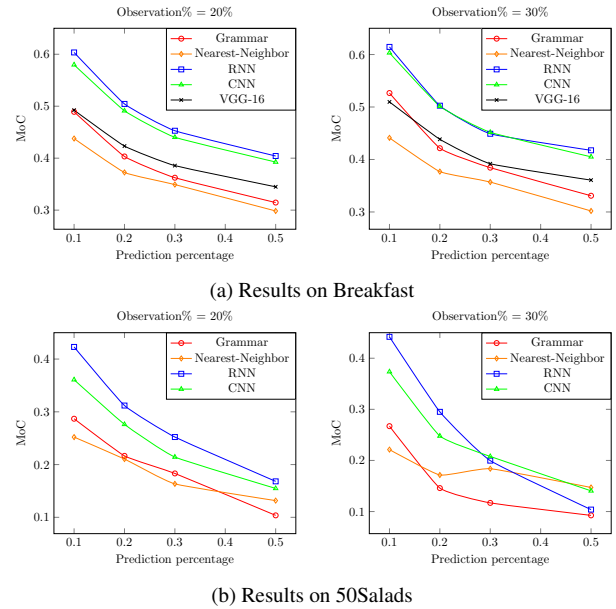 Observation% = 20%
Grammar
Nearest-Neighbor
RNN
CNN
VGG-16
0.6
0.5
0.4
0.3
MoC
0.1 0.2 0.3 0.4 0.5
Prediction percentage
Observation% = 30%
Grammar
Nearest-Neighbor
RNN
CNN
VGG-16
0.6
0.5
0.4
0.3
MoC
0.1 0.2 0.3 0.4 0.5
Prediction percentage
(a) Results on Breakfast
Observation% = 20%
Grammar
Nearest-Neighbor
RNN
CNN
0.4
0.3
0.2
0.1
MoC
0.1 0.2 0.3 0.4 0.5
Prediction percentage
Observation% = 30%
Grammar
Nearest-Neighbor
RNN
CNN
0.4
0.3
0.2
0.1
MoC
0.1 0.2 0.3 0.4 0.5
Prediction percentage
(b) Results on 50Salads